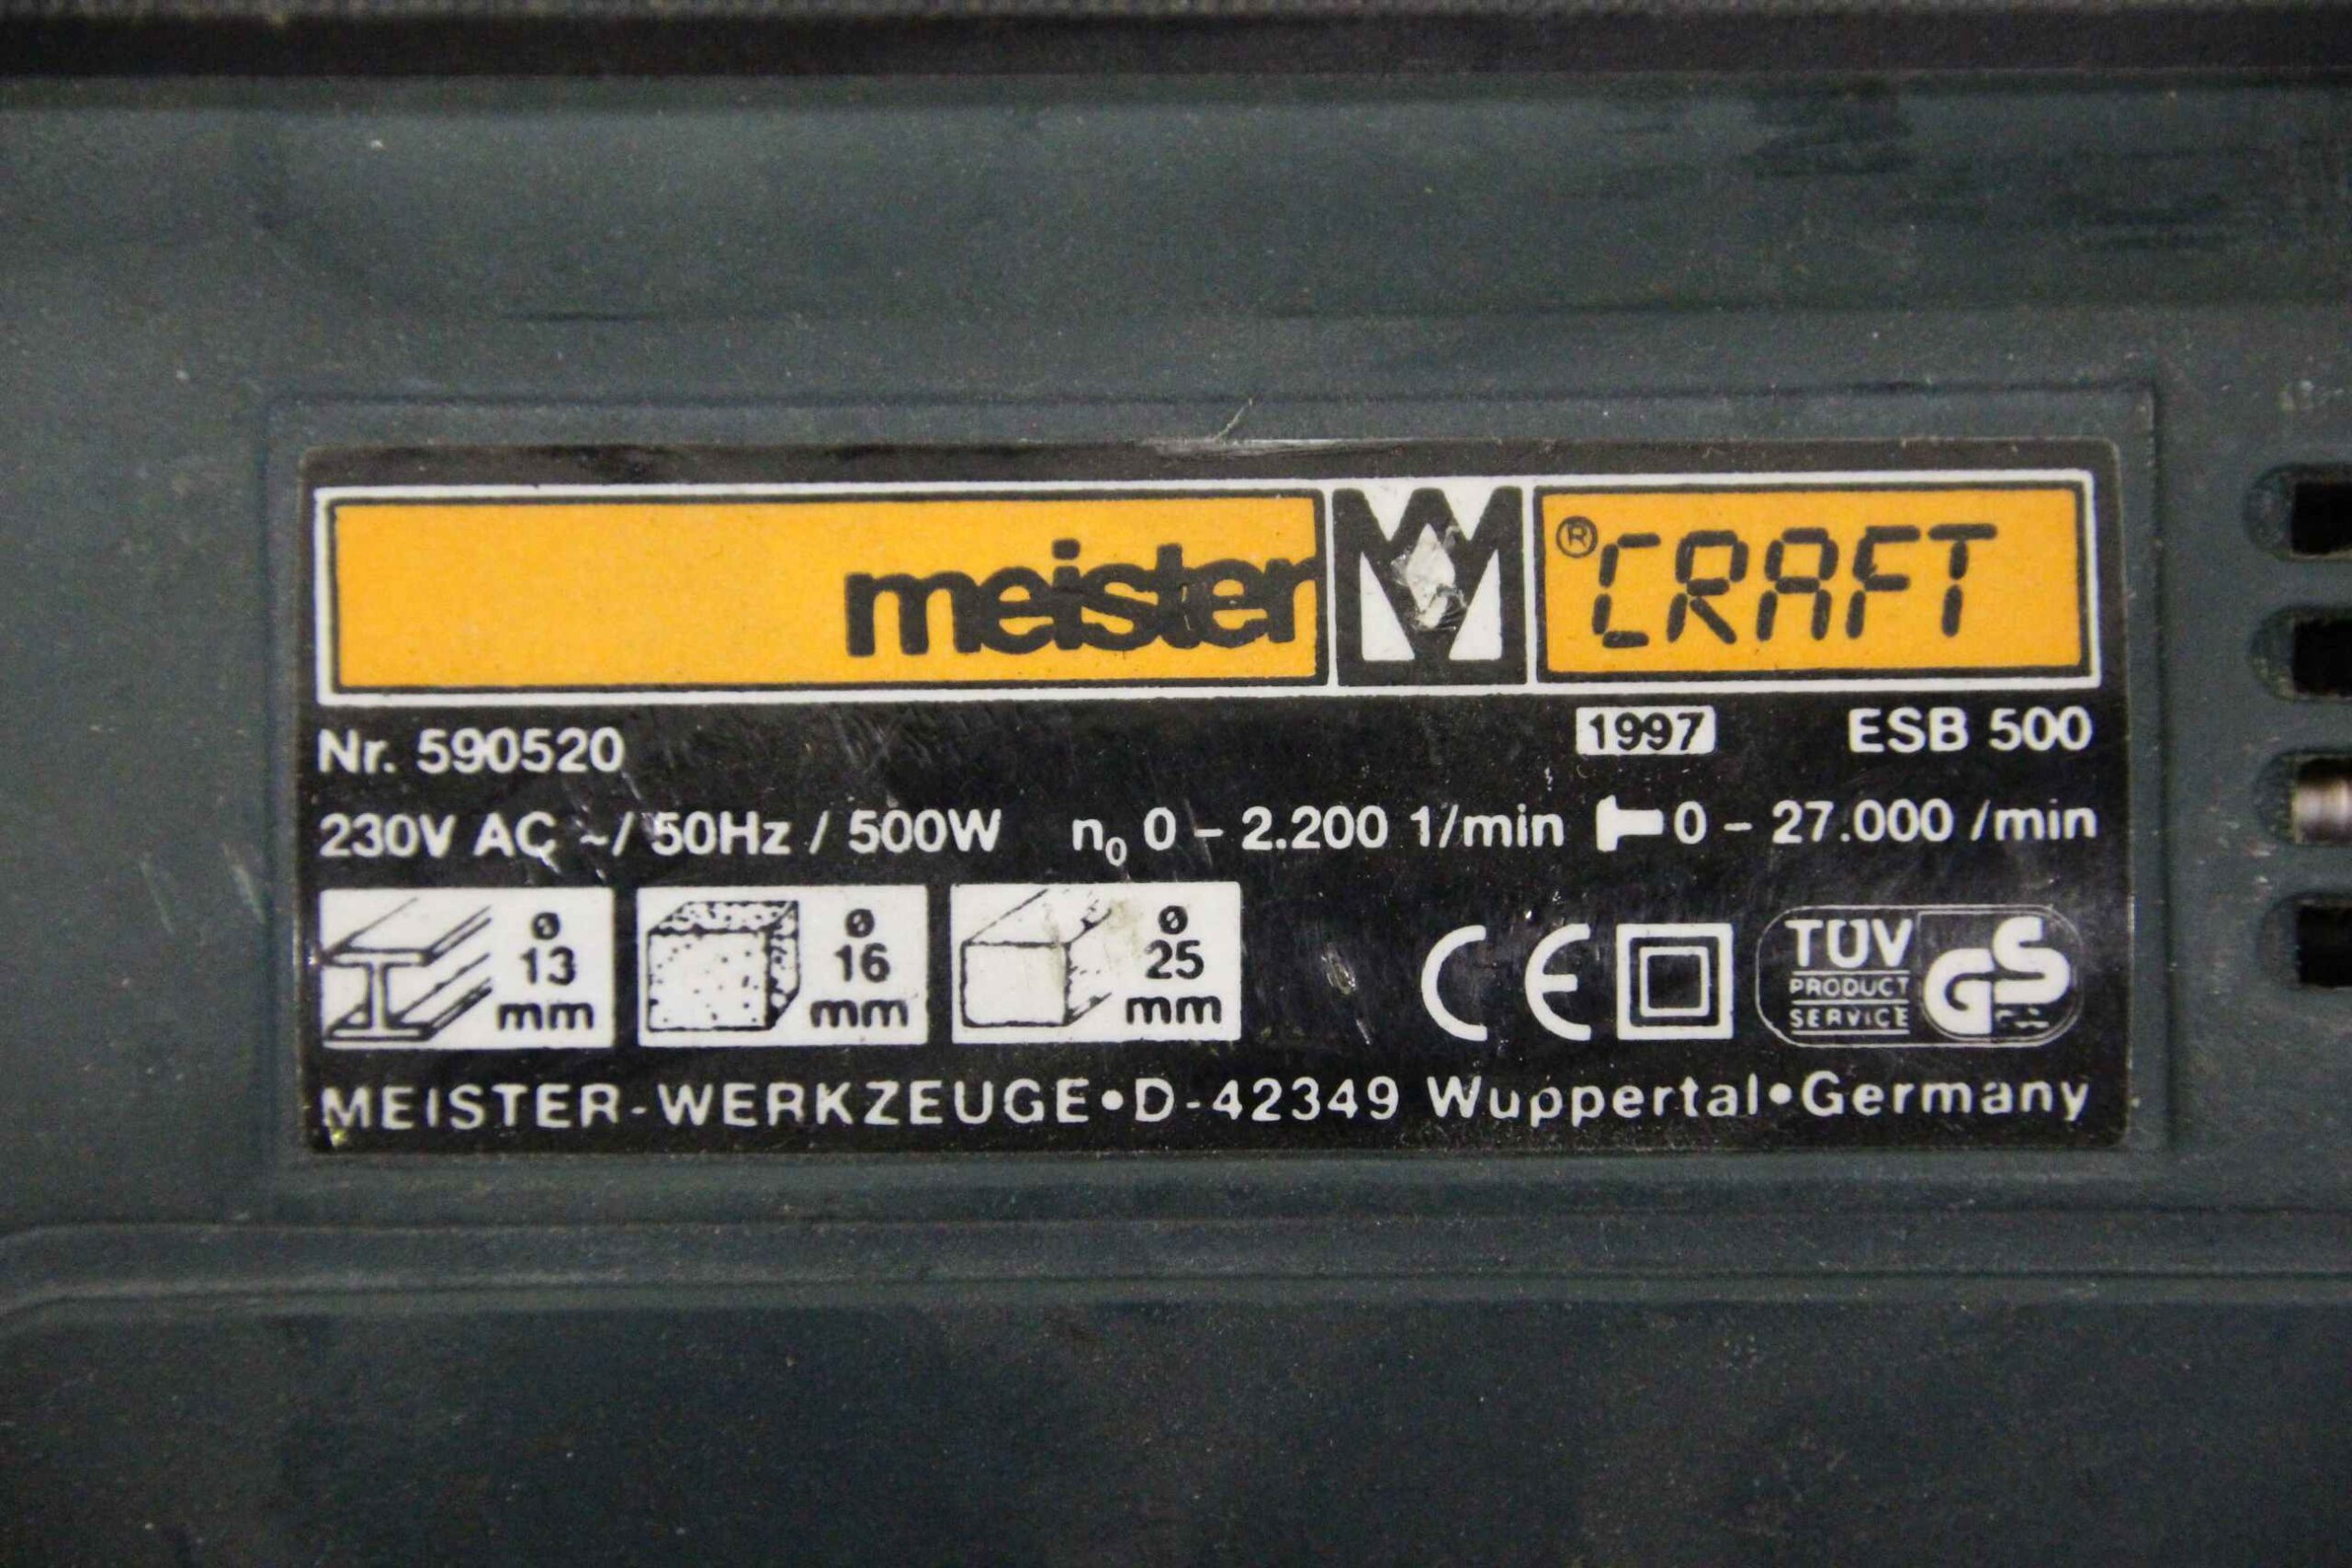 meister ® CRAFT
Nr. 590520 1997 ESB 500
230V AC ~/ 50Hz / 500W n₀ 0 – 2.200 1/min 0 – 27.000 /min
ø 13 mm ø 16 mm ø 25 mm
CE TÜV PRODUCT SERVICE GS
MEISTER-WERKZEUGE•D-42349 Wuppertal•Germany